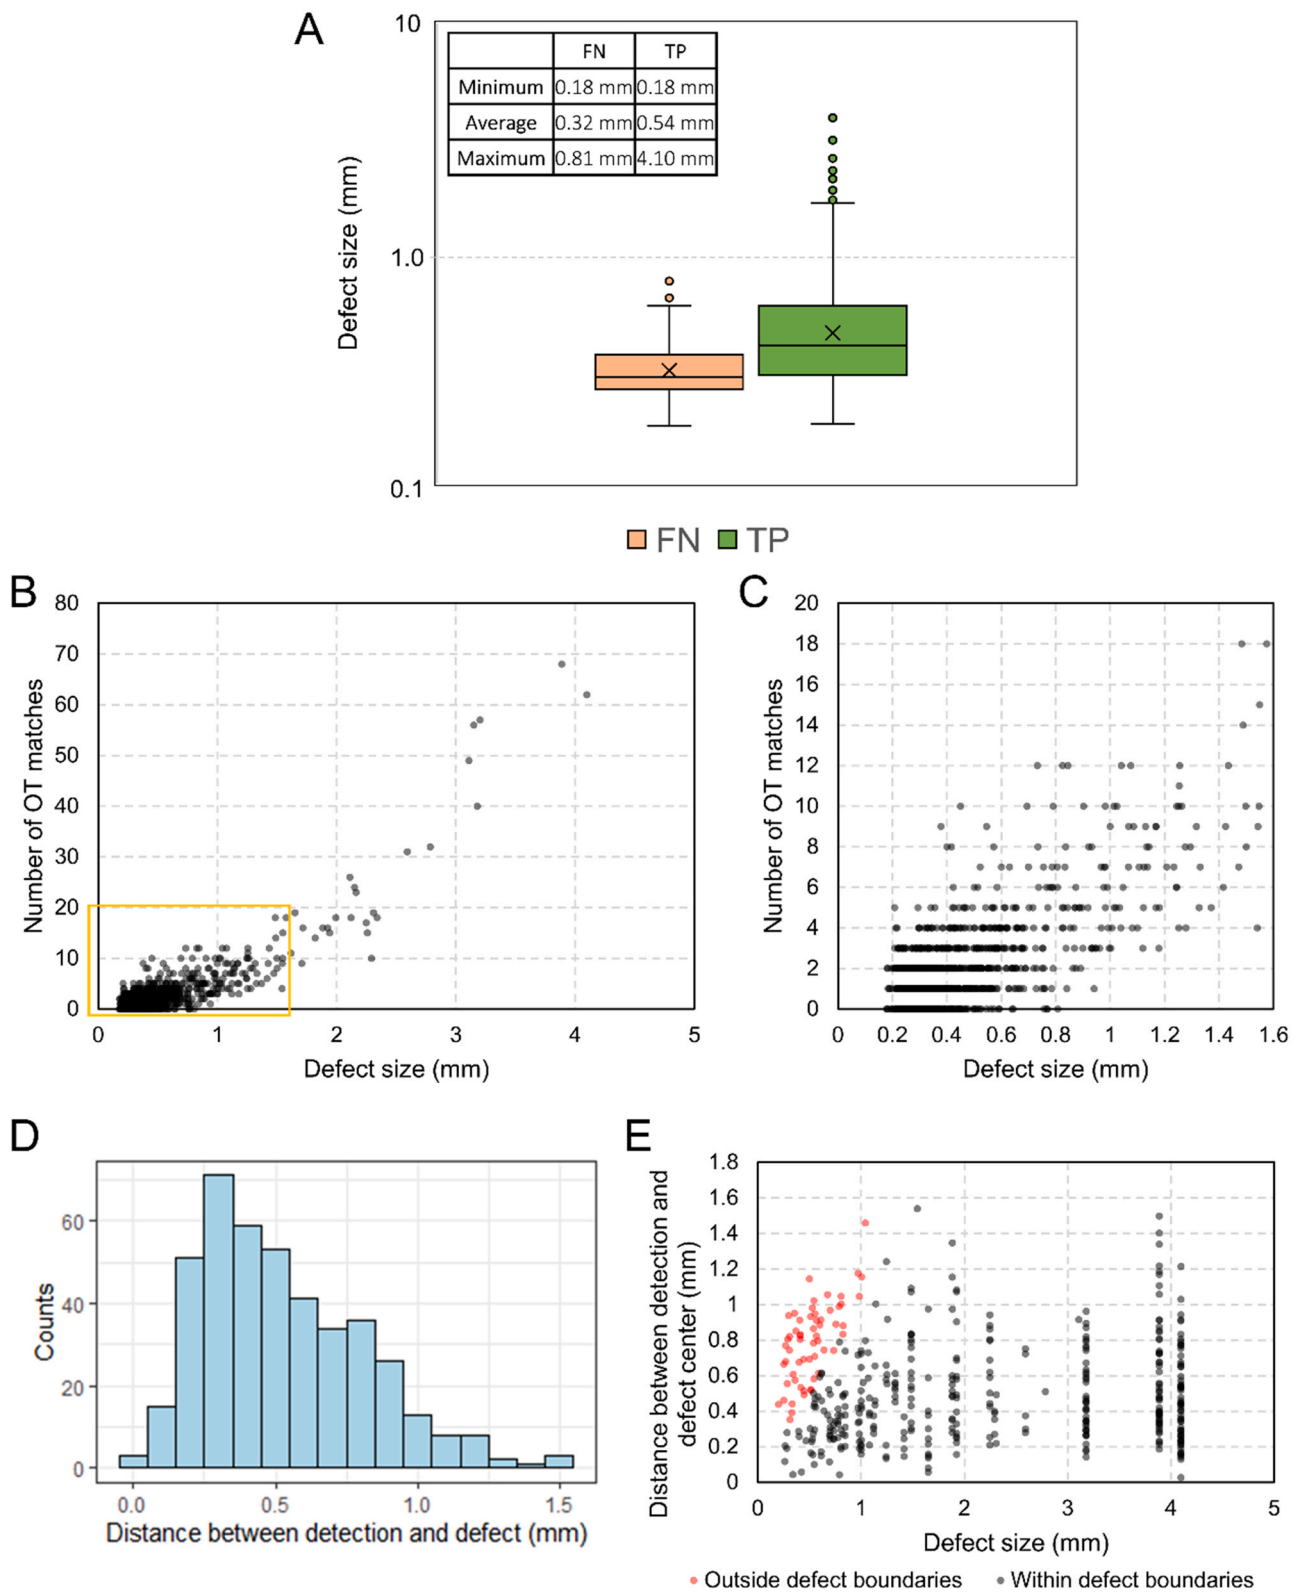 A
10
1.0
0.1
Defect size (mm)
FN TP
Minimum 0.18 mm 0.18 mm
Average 0.32 mm 0.54 mm
Maximum 0.81 mm 4.10 mm
FN TP
B
80
70
60
50
40
30
20
10
0
Number of OT matches
0 1 2 3 4 5
Defect size (mm)
C
20
18
16
14
12
10
8
6
4
2
0
Number of OT matches
0 0.2 0.4 0.6 0.8 1 1.2 1.4 1.6
Defect size (mm)
D
60
40
20
0
Counts
0.0 0.5 1.0 1.5
Distance between detection and defect (mm)
E
1.8
1.6
1.4
1.2
1
0.8
0.6
0.4
0.2
0
Distance between detection and
defect center (mm)
0 1 2 3 4 5
Defect size (mm)
Outside defect boundaries Within defect boundaries